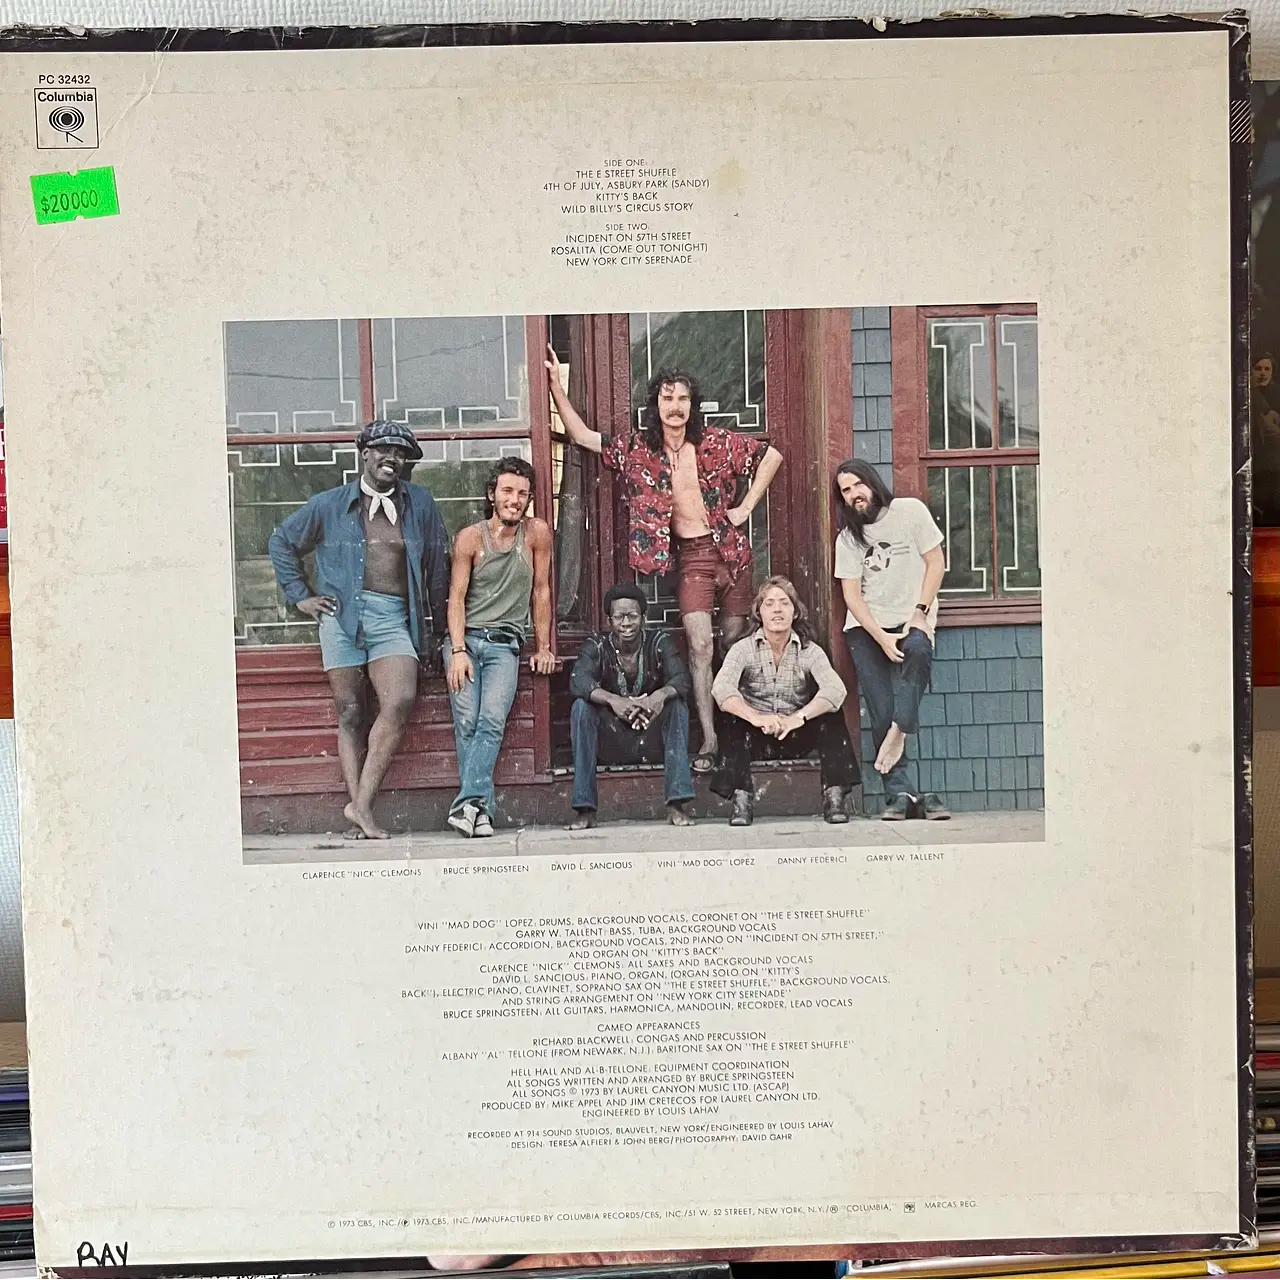 PC 32432
Columbia
$20000
SIDE ONE:
THE E STREET SHUFFLE
4TH OF JULY, ASBURY PARK (SANDY)
KITTY'S BACK
WILD BILLY'S CIRCUS STORY
SIDE TWO:
INCIDENT ON 57TH STREET
ROSALITA (COME OUT TONIGHT)
NEW YORK CITY SERENADE
CLARENCE "NICK" CLEMONS BRUCE SPRINGSTEEN DAVID L. SANCIOUS VINI "MAD DOG" LOPEZ DANNY FEDERICI GARRY W. TALLENT
VINI "MAD DOG" LOPEZ: DRUMS, BACKGROUND VOCALS, CORONET ON "THE E STREET SHUFFLE"
GARRY W. TALLENT: BASS, TUBA, BACKGROUND VOCALS
DANNY FEDERICI: ACCORDION, BACKGROUND VOCALS, 2ND PIANO ON "INCIDENT ON 57TH STREET,"
AND ORGAN ON "KITTY'S BACK"
CLARENCE "NICK" CLEMONS: ALL SAXES AND BACKGROUND VOCALS
DAVID L. SANCIOUS: PIANO, ORGAN, (ORGAN SOLO ON "KITTY'S
BACK"), ELECTRIC PIANO, CLAVINET, SOPRANO SAX ON "THE E STREET SHUFFLE," BACKGROUND VOCALS,
AND STRING ARRANGEMENT ON "NEW YORK CITY SERENADE"
BRUCE SPRINGSTEEN: ALL GUITARS, HARMONICA, MANDOLIN, RECORDER, LEAD VOCALS
CAMEO APPEARANCES
RICHARD BLACKWELL: CONGAS AND PERCUSSION
ALBANY "AL" TELLONE (FROM NEWARK, N.J.): BARITONE SAX ON "THE E STREET SHUFFLE"
HELL HALL AND AL-B-TELLONE: EQUIPMENT COORDINATION
ALL SONGS WRITTEN AND ARRANGED BY BRUCE SPRINGSTEEN
ALL SONGS © 1973 BY LAUREL CANYON MUSIC LTD. (ASCAP)
PRODUCED BY: MIKE APPEL AND JIM CRETECOS FOR LAUREL CANYON LTD.
ENGINEERED BY LOUIS LAHAV
RECORDED AT 914 SOUND STUDIOS, BLAUVELT, NEW YORK/ENGINEERED BY LOUIS LAHAV
DESIGN: TERESA ALFIERI & JOHN BERG/PHOTOGRAPHY: DAVID GAHR
© 1973 CBS, INC./℗ 1973 CBS, INC./MANUFACTURED BY COLUMBIA RECORDS/CBS, INC./51 W. 52 STREET, NEW YORK, N.Y./® "COLUMBIA," MARCAS REG.
RAY